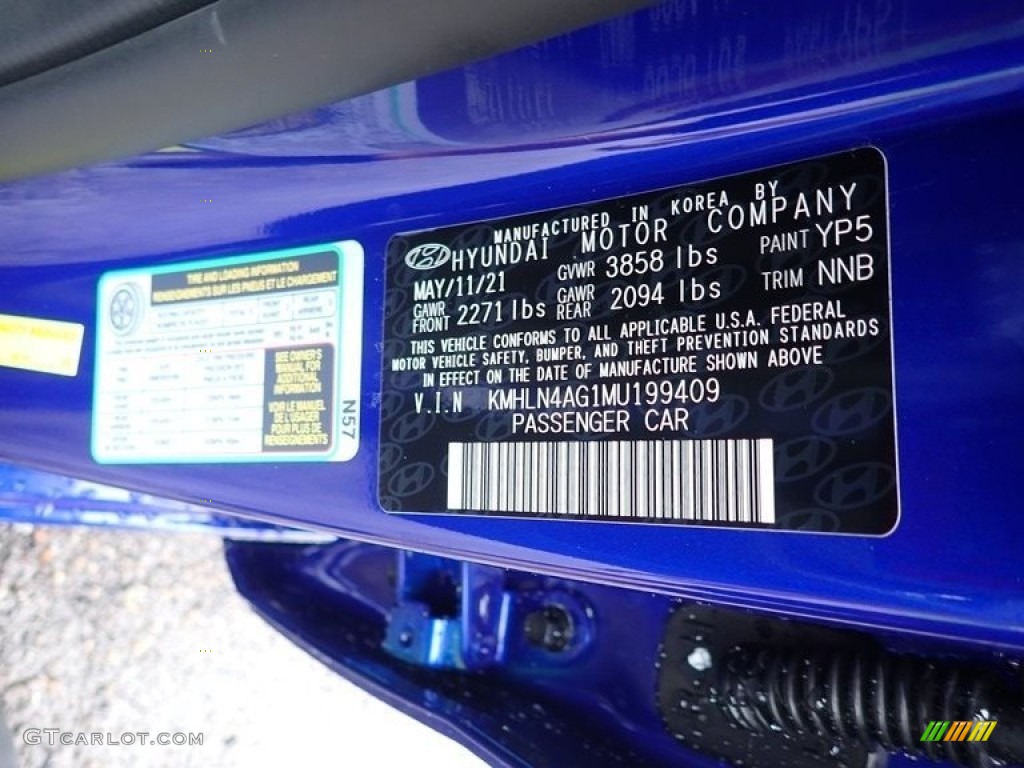 MANUFACTURED IN KOREA BY
HYUNDAI MOTOR COMPANY
MAY/11/21 GVWR 3858 lbs PAINT YP5
GAWR FRONT 2271 lbs GAWR REAR 2094 lbs TRIM NNB
THIS VEHICLE CONFORMS TO ALL APPLICABLE U.S.A. FEDERAL
MOTOR VEHICLE SAFETY, BUMPER, AND THEFT PREVENTION STANDARDS
IN EFFECT ON THE DATE OF MANUFACTURE SHOWN ABOVE
V.I.N KMHLN4AG1MU199409
PASSENGER CAR
TIRE AND LOADING INFORMATION
RENSEIGNEMENTS SUR LES PNEUS ET LE CHARGEMENT
SEE OWNER'S
MANUAL FOR
ADDITIONAL
INFORMATION
VOIR LE MANUEL
DE L'USAGER
POUR PLUS DE
RENSEIGNEMENTS
N57
GTCARLOT.COM